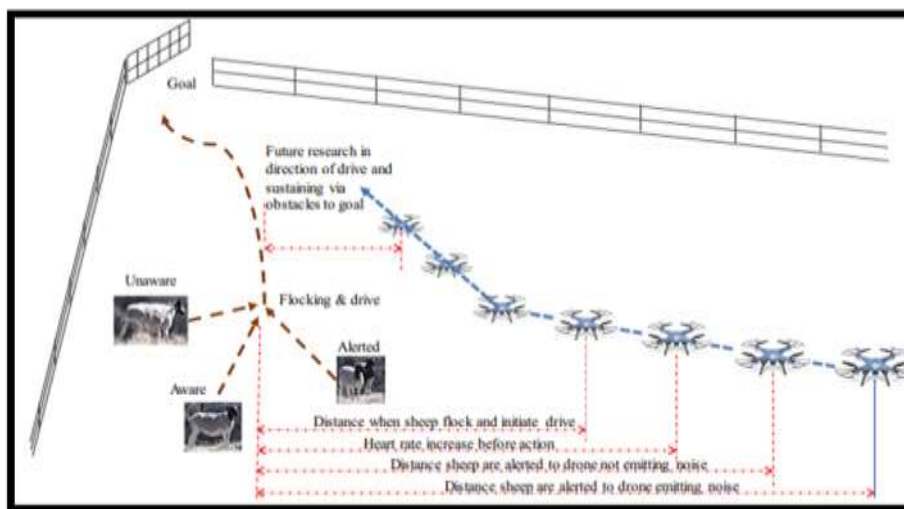 Goal
Future research in
direction of drive and
sustaining via
obstacles to goal
Unaware
Flocking & drive
Alerted
Aware
Distance when sheep flock and initiate drive
Heart rate increase before action
Distance sheep are alerted to drone not emitting noise
Distance sheep are alerted to drone emitting noise